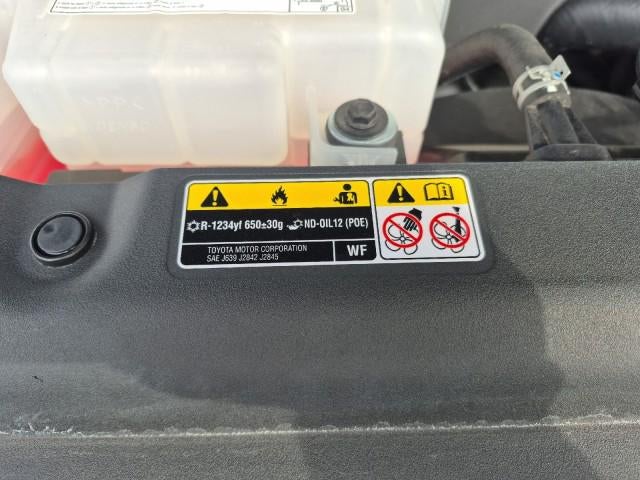 R-1234yf 650±30g ND-OIL12 (POE)
TOYOTA MOTOR CORPORATION
SAE J639 J2842 J2845
WF